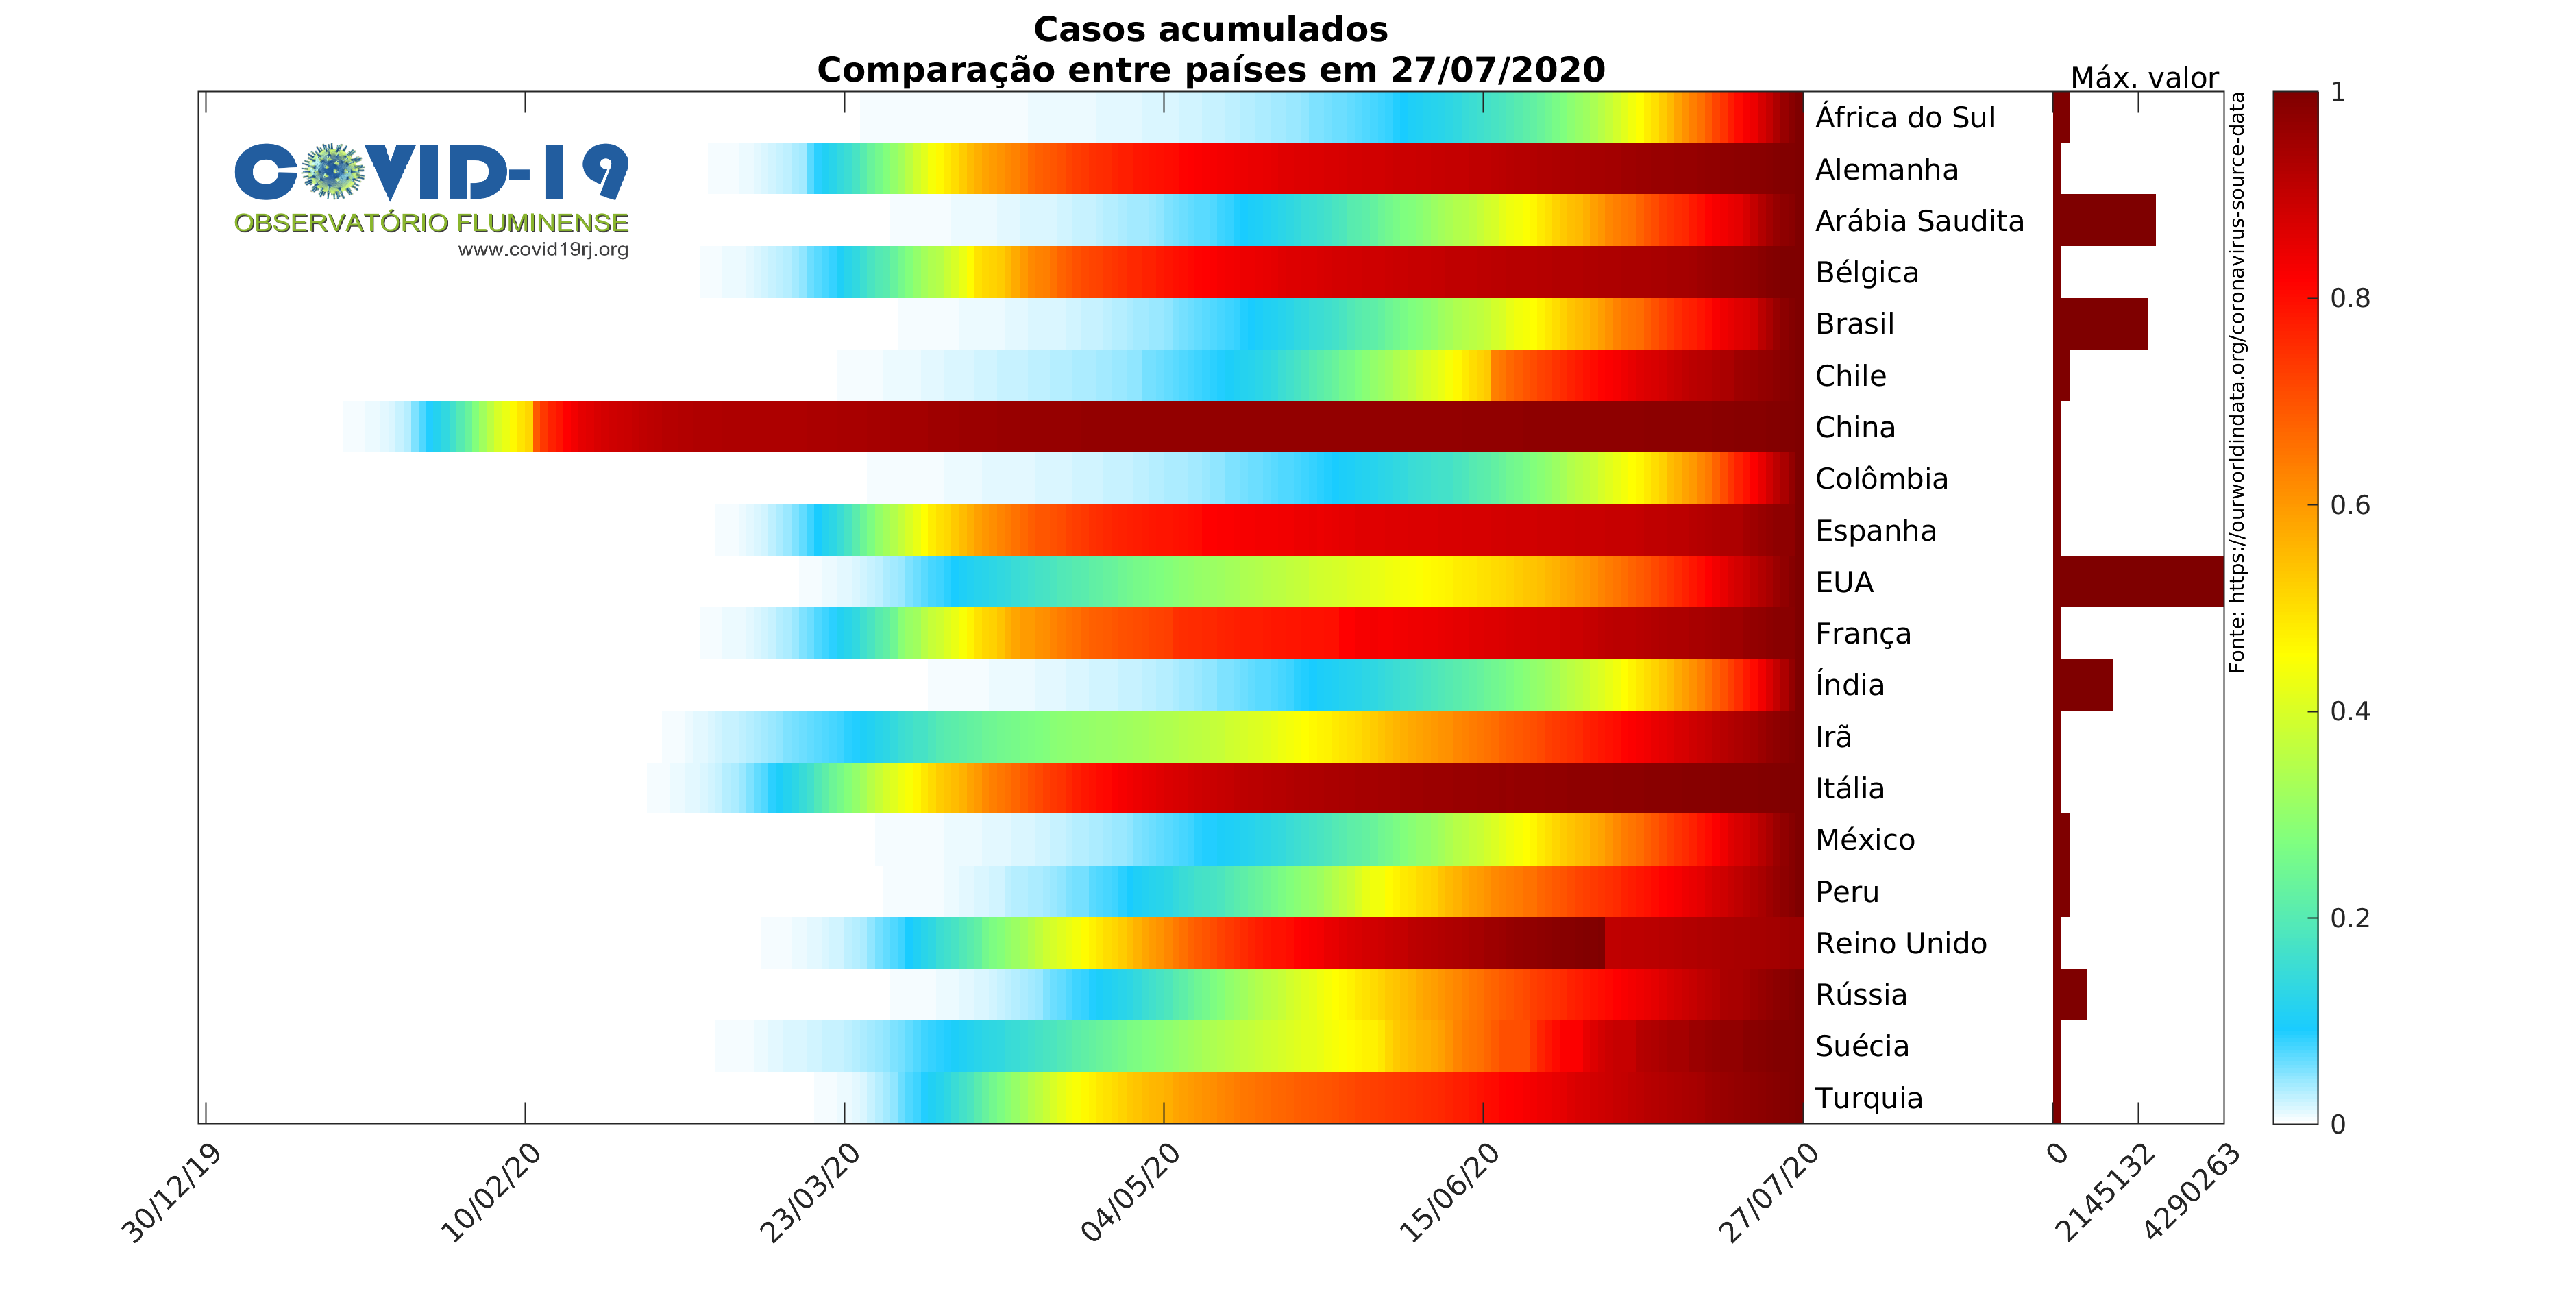 Casos acumulados
Comparação entre países em 27/07/2020
Máx. valor
COVID-19
OBSERVATÓRIO FLUMINENSE
www.covid19rj.org
África do Sul
Alemanha
Arábia Saudita
Bélgica
Brasil
Chile
China
Colômbia
Espanha
EUA
França
Índia
Irã
Itália
México
Peru
Reino Unido
Rússia
Suécia
Turquia
Fonte: https://ourworldindata.org/coronavirus-source-data
1
0.8
0.6
0.4
0.2
0
30/12/19
10/02/20
23/03/20
04/05/20
15/06/20
27/07/20
0
2145132
4290263